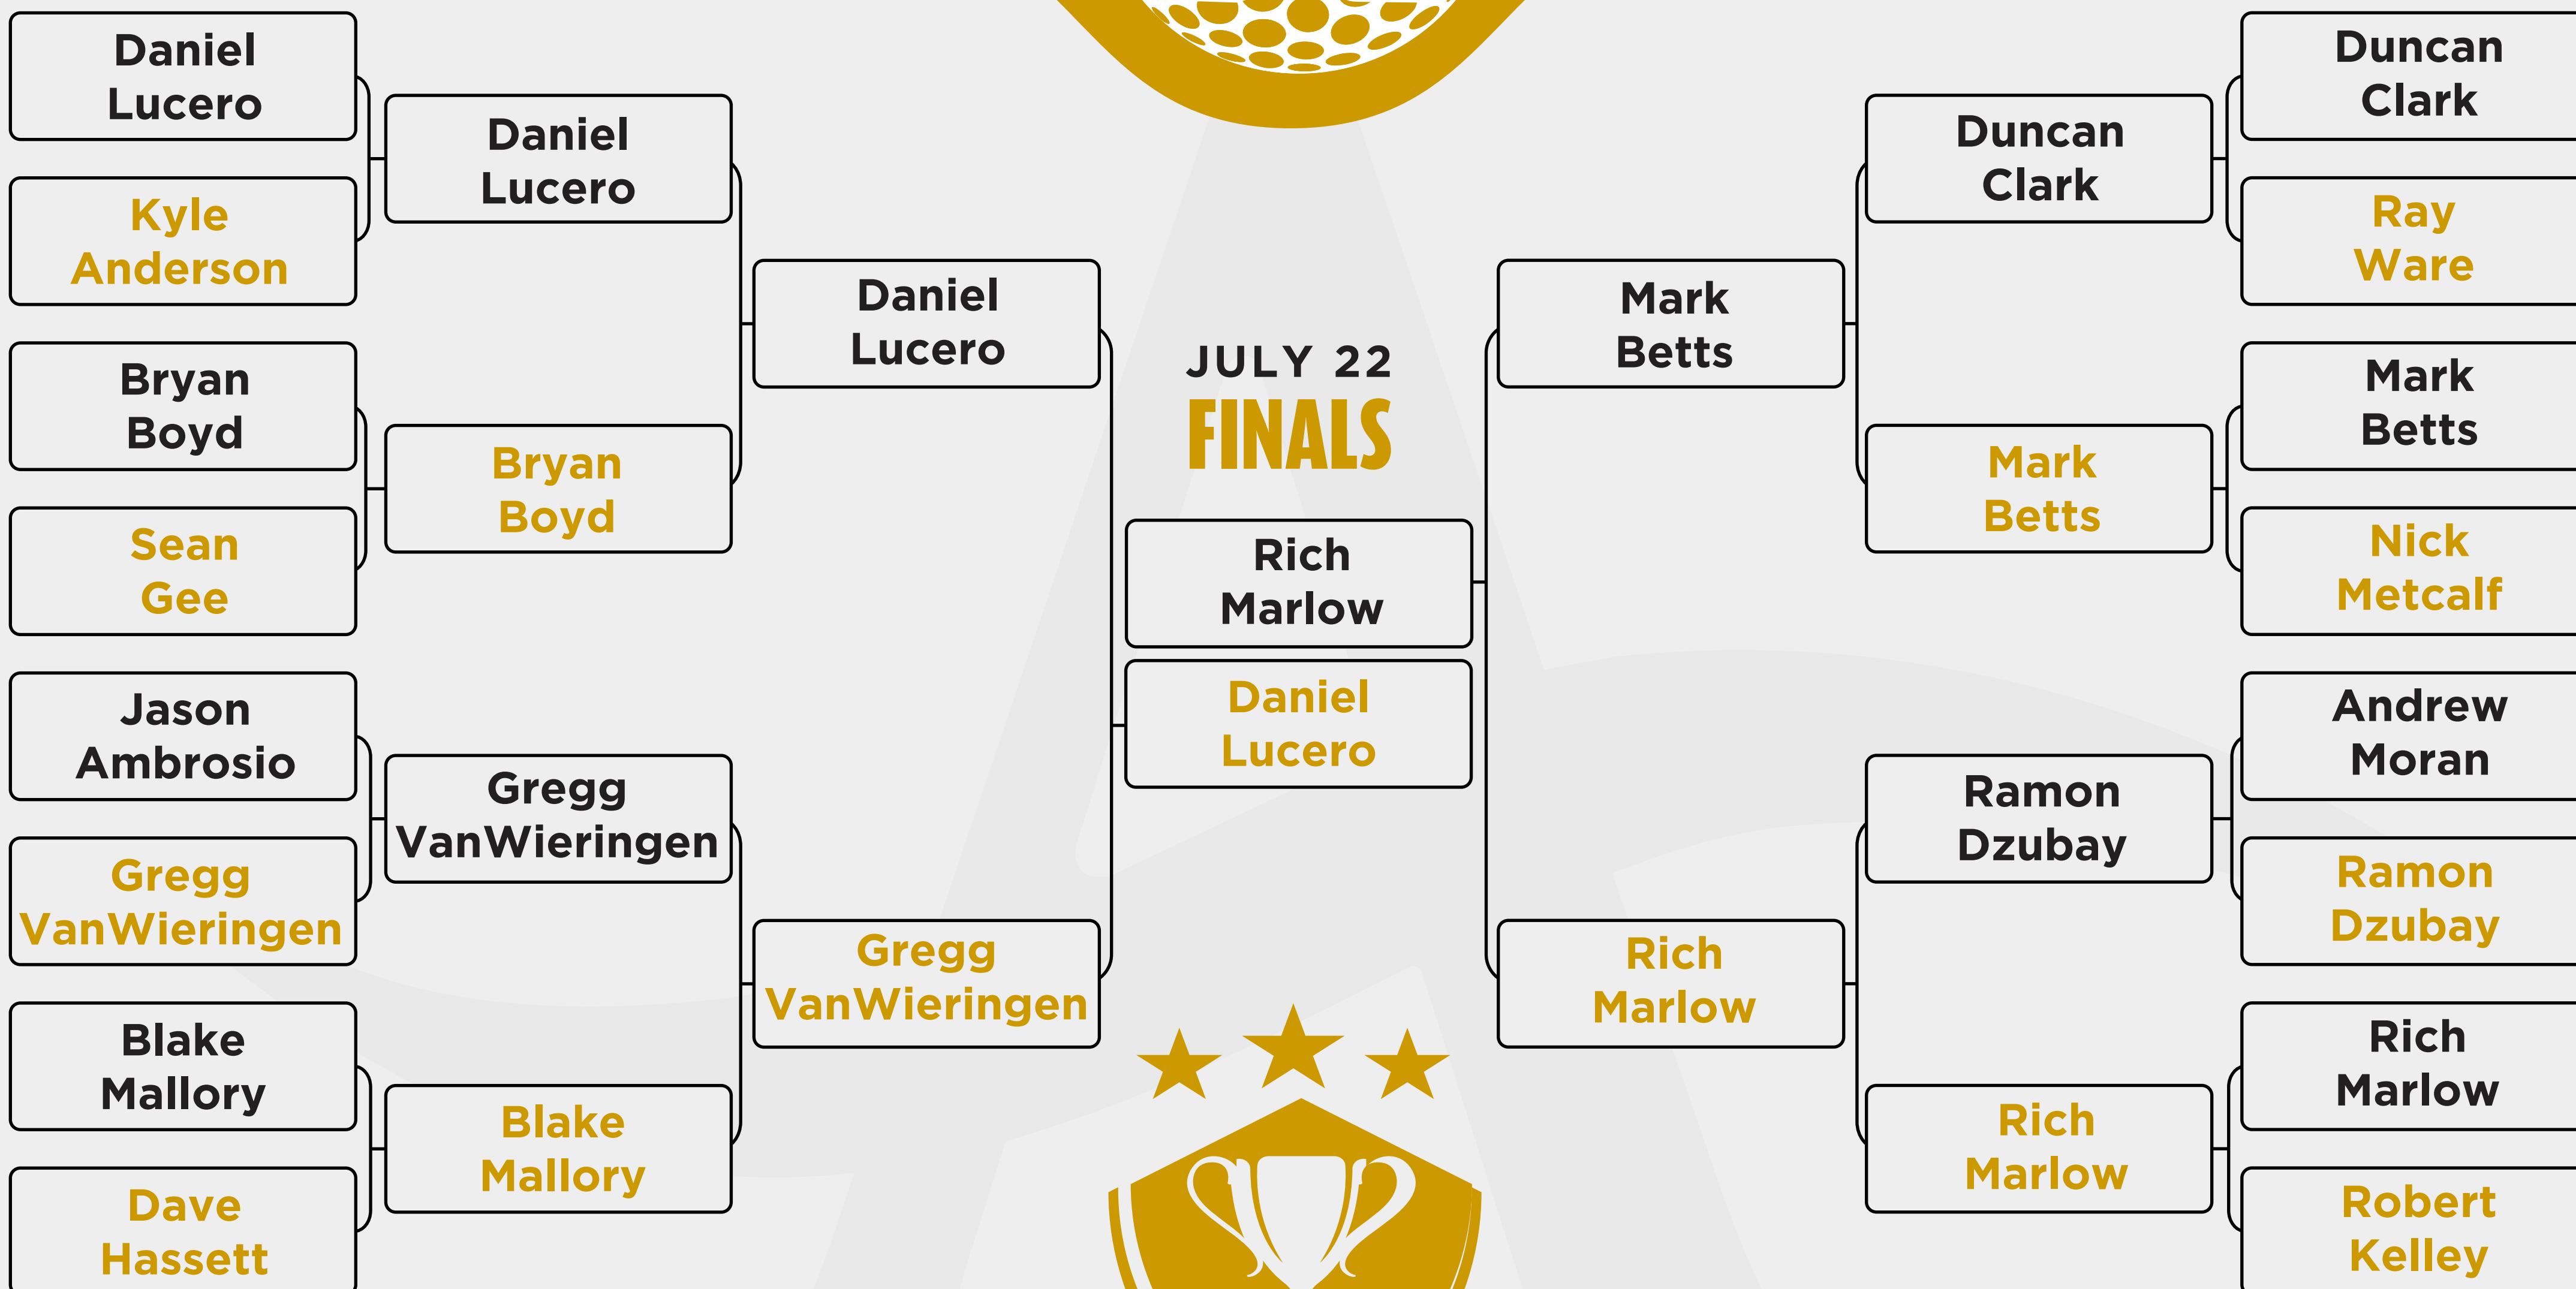 Daniel
Lucero
Kyle
Anderson
Bryan
Boyd
Sean
Gee
Jason
Ambrosio
Gregg
VanWieringen
Blake
Mallory
Dave
Hassett
Daniel
Lucero
Bryan
Boyd
Gregg
VanWieringen
Blake
Mallory
Daniel
Lucero
Gregg
VanWieringen
JULY 22
FINALS
Rich
Marlow
Daniel
Lucero
Mark
Betts
Rich
Marlow
Duncan
Clark
Mark
Betts
Ramon
Dzubay
Rich
Marlow
Duncan
Clark
Ray
Ware
Mark
Betts
Nick
Metcalf
Andrew
Moran
Ramon
Dzubay
Rich
Marlow
Robert
Kelley